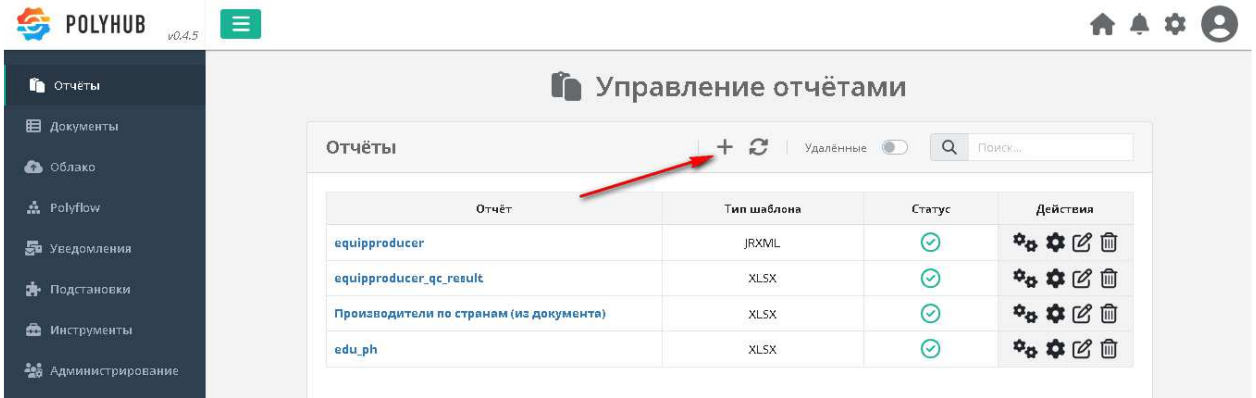 POLYHUB v0.4.5
Отчёты
Документы
Облако
Polyflow
Уведомления
Подстановки
Инструменты
Администрирование
Управление отчётами
Отчёты Удалённые Поиск...
Отчёт Тип шаблона Статус Действия
equipproducer JRXML
equipproducer_qc_result XLSX
Производители по странам (из документа) XLSX
edu_ph XLSX